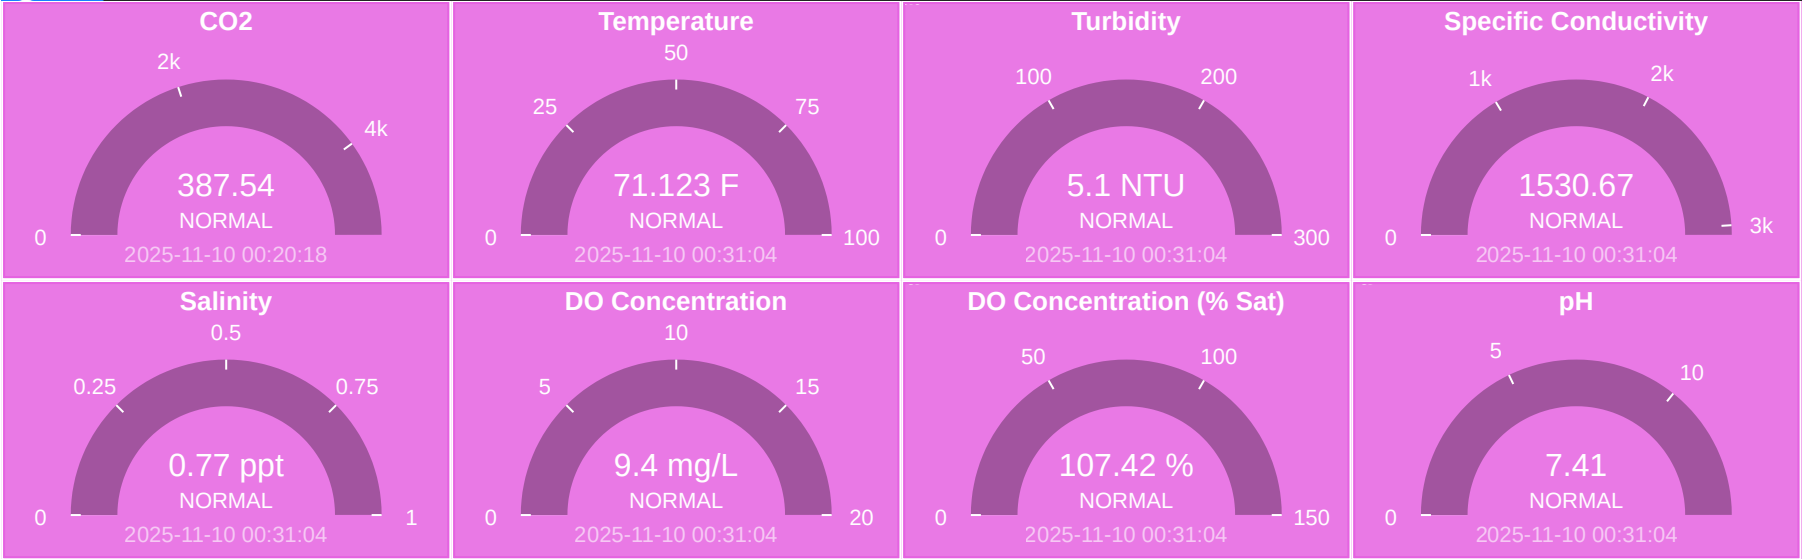 CO2
2k
4k
0
387.54
NORMAL
2025-11-10 00:20:18
Temperature
50
25
75
0
100
71.123 F
NORMAL
2025-11-10 00:31:04
Turbidity
100
200
0
300
5.1 NTU
NORMAL
2025-11-10 00:31:04
Specific Conductivity
1k
2k
0
3k
1530.67
NORMAL
2025-11-10 00:31:04
Salinity
0.5
0.25
0.75
0
1
0.77 ppt
NORMAL
2025-11-10 00:31:04
DO Concentration
10
5
15
0
20
9.4 mg/L
NORMAL
2025-11-10 00:31:04
DO Concentration (% Sat)
50
100
0
150
107.42 %
NORMAL
2025-11-10 00:31:04
pH
5
10
0
7.41
NORMAL
2025-11-10 00:31:04